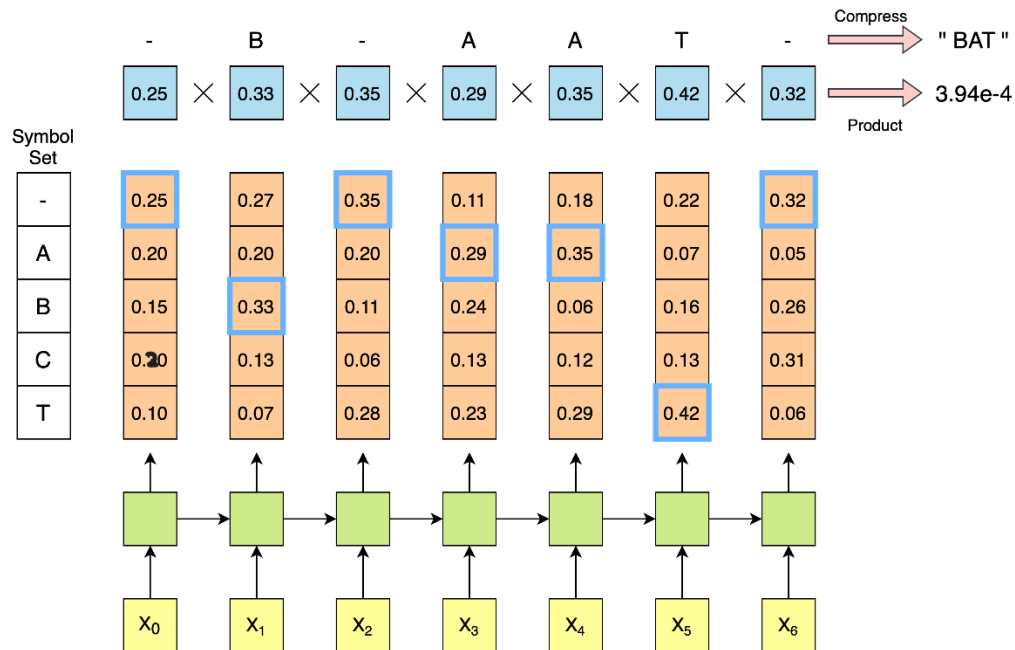 Compress
- B - A A T - " BAT "
0.25 × 0.33 × 0.35 × 0.29 × 0.35 × 0.42 × 0.32 3.94e-4
Product
Symbol
Set
- 0.25 0.27 0.35 0.11 0.18 0.22 0.32
A 0.20 0.20 0.20 0.29 0.35 0.07 0.05
B 0.15 0.33 0.11 0.24 0.06 0.16 0.26
C 0.13 0.06 0.13 0.12 0.13 0.31
T 0.10 0.07 0.28 0.23 0.29 0.42 0.06
X0 X1 X2 X3 X4 X5 X6